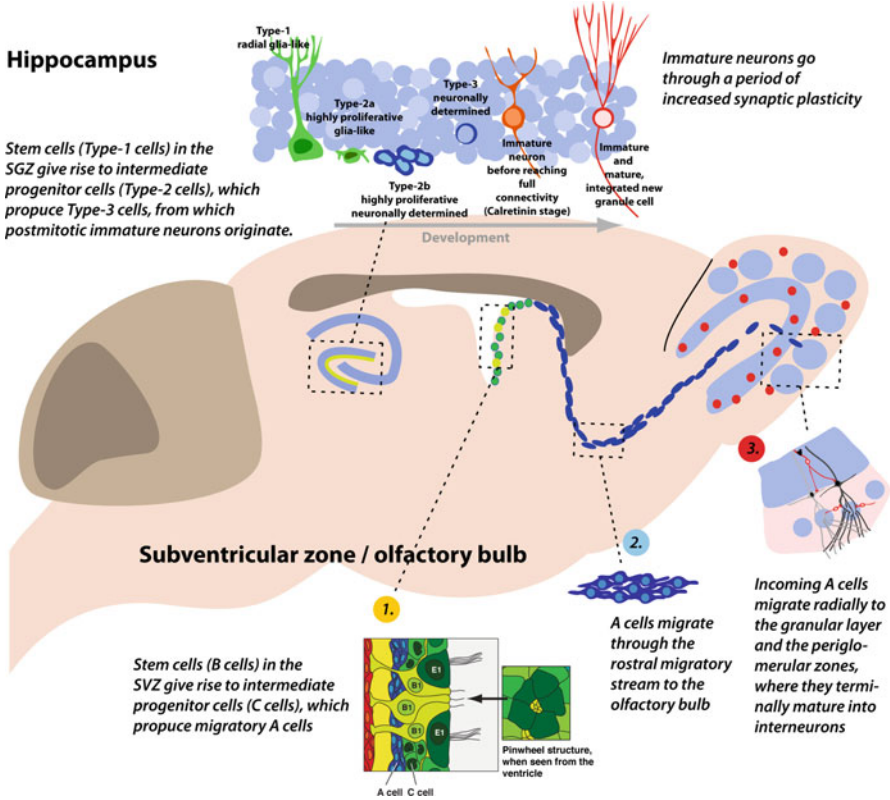 Hippocampus
Stem cells (Type-1 cells) in the
SGZ give rise to intermediate
progenitor cells (Type-2 cells), which
propuce Type-3 cells, from which
postmitotic immature neurons originate.
Type-1
radial glia-like
Type-2a
highly proliferative
glia-like
Type-2b
highly proliferative
neuronally determined
Type-3
neuronally
determined
Immature
neuron
before reaching
full
connectivity
(Calretinin stage)
Immature
and
mature,
integrated new
granule cell
Immature neurons go
through a period of
increased synaptic plasticity
Development
Subventricular zone / olfactory bulb
1.
Stem cells (B cells) in the
SVZ give rise to intermediate
progenitor cells (C cells), which
propuce migratory A cells
E1
B1
B1
E1
A cell
C cell
Pinwheel structure,
when seen from the
ventricle
2.
A cells migrate
through the
rostral migratory
stream to the
olfactory bulb
3.
Incoming A cells
migrate radially to
the granular layer
and the periglo-
merular zones,
where they termi-
nally mature into
interneurons